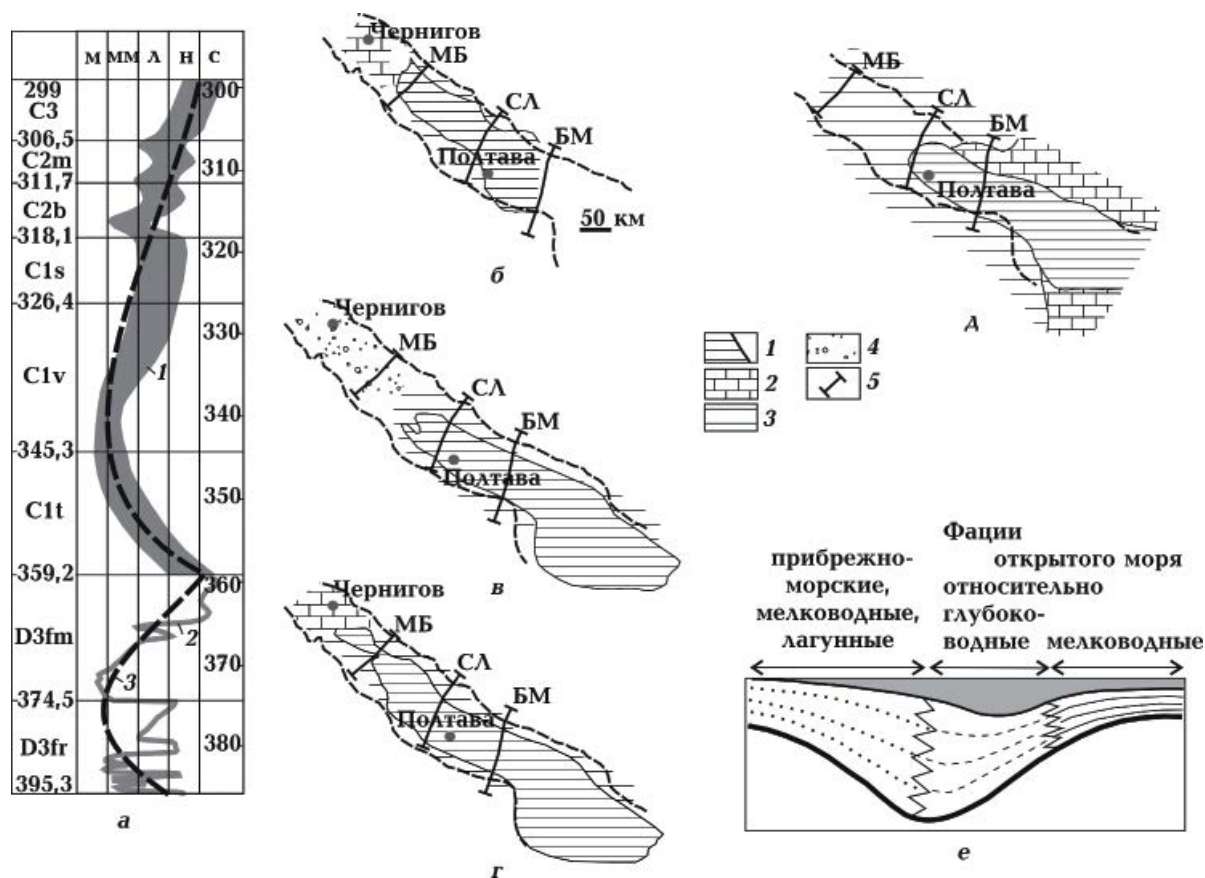 м мм л н с
299
С3
306,5
С2m
311,7
С2b
318,1
С1s
326,4
С1v
345,3
С1t
359,2
D3fm
374,5
D3fr
395,3
300
310
320
330
340
350
360
370
380
1
2
3
а
Чернигов
МБ
СЛ
БМ
Полтава
50 км
б
Чернигов
МБ
СЛ
БМ
Полтава
в
Чернигов
МБ
СЛ
БМ
Полтава
г
МБ
СЛ
БМ
Полтава
д
1
2
3
4
5
Фации
прибрежно-
морские,
мелководные,
лагунные
открытого моря
относительно
глубоко-
водные
мелководные
е